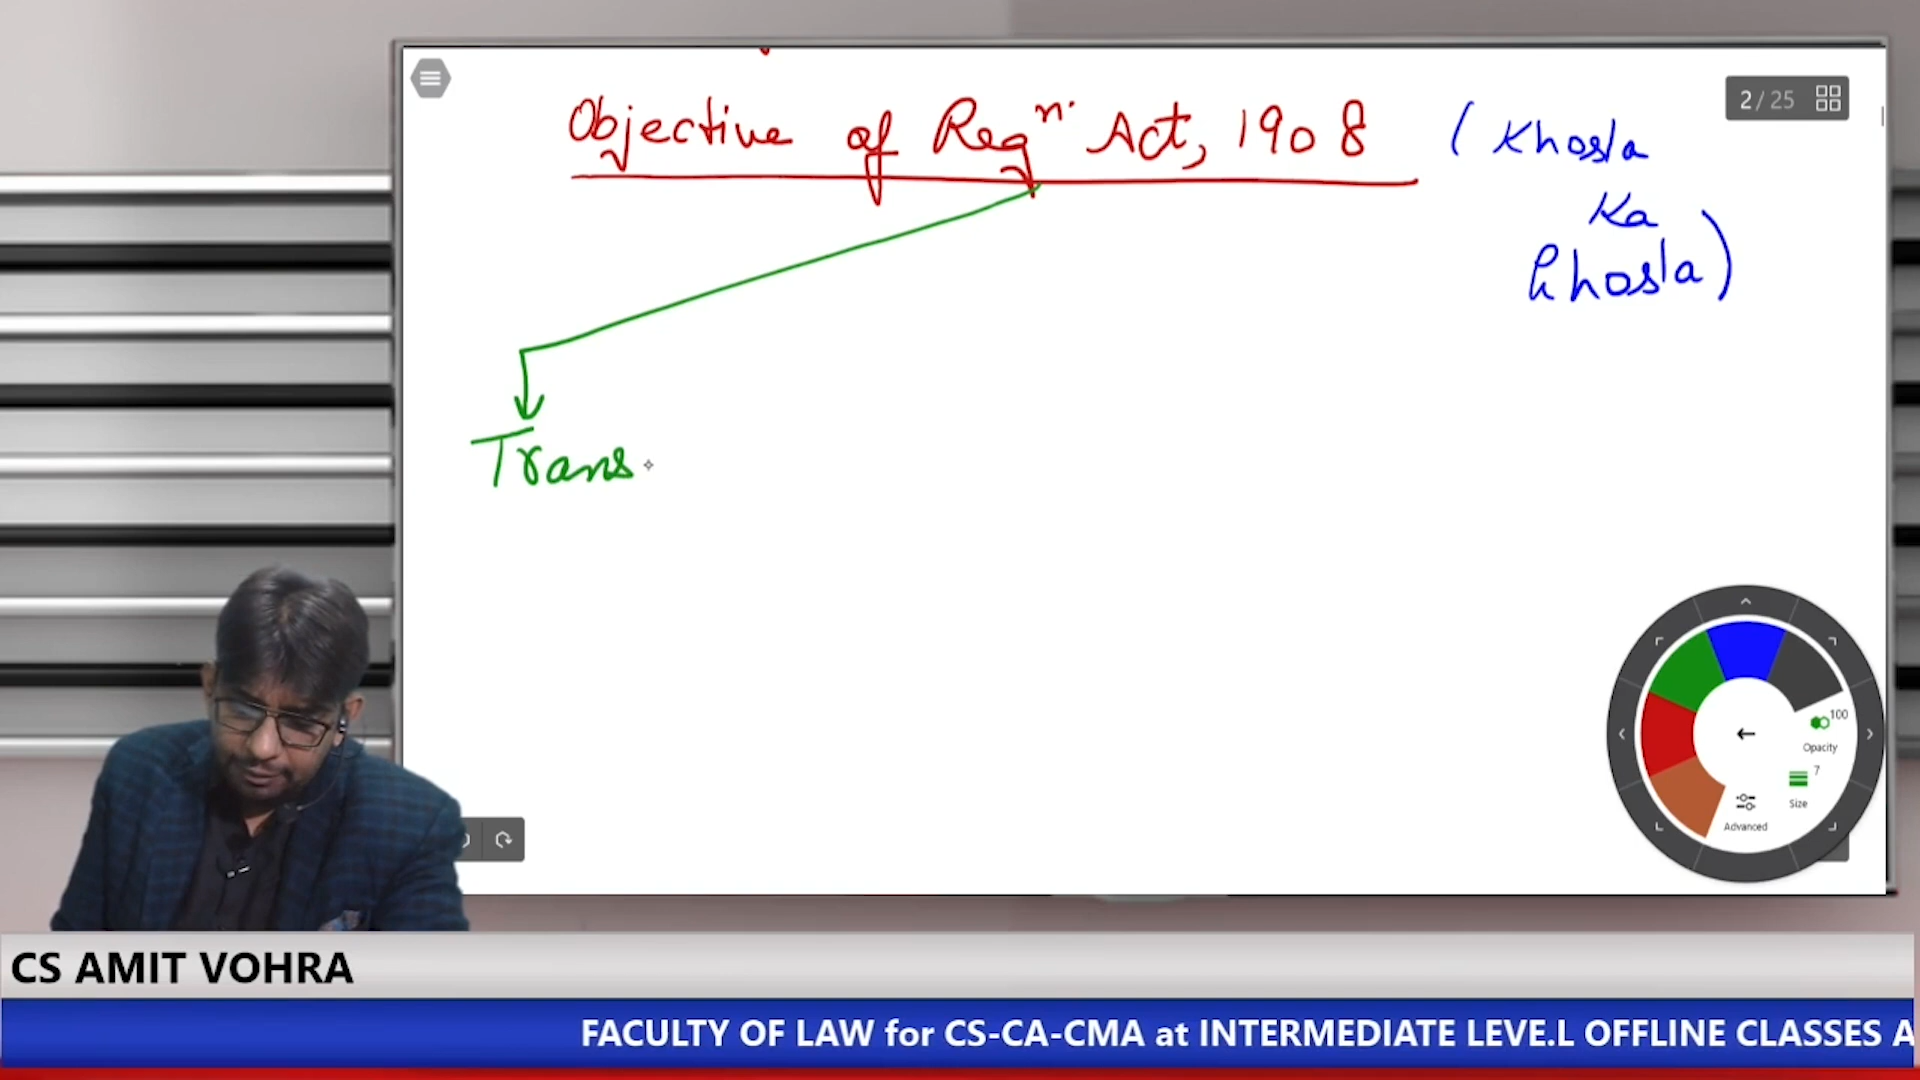 Objective of Regⁿ. Act, 1908 (Khosla
Ka
Ghosla)
2 / 25
Trans
100
Opacity
7
Size
Advanced
CS AMIT VOHRA
FACULTY OF LAW for CS-CA-CMA at INTERMEDIATE LEVE.L OFFLINE CLASSES A